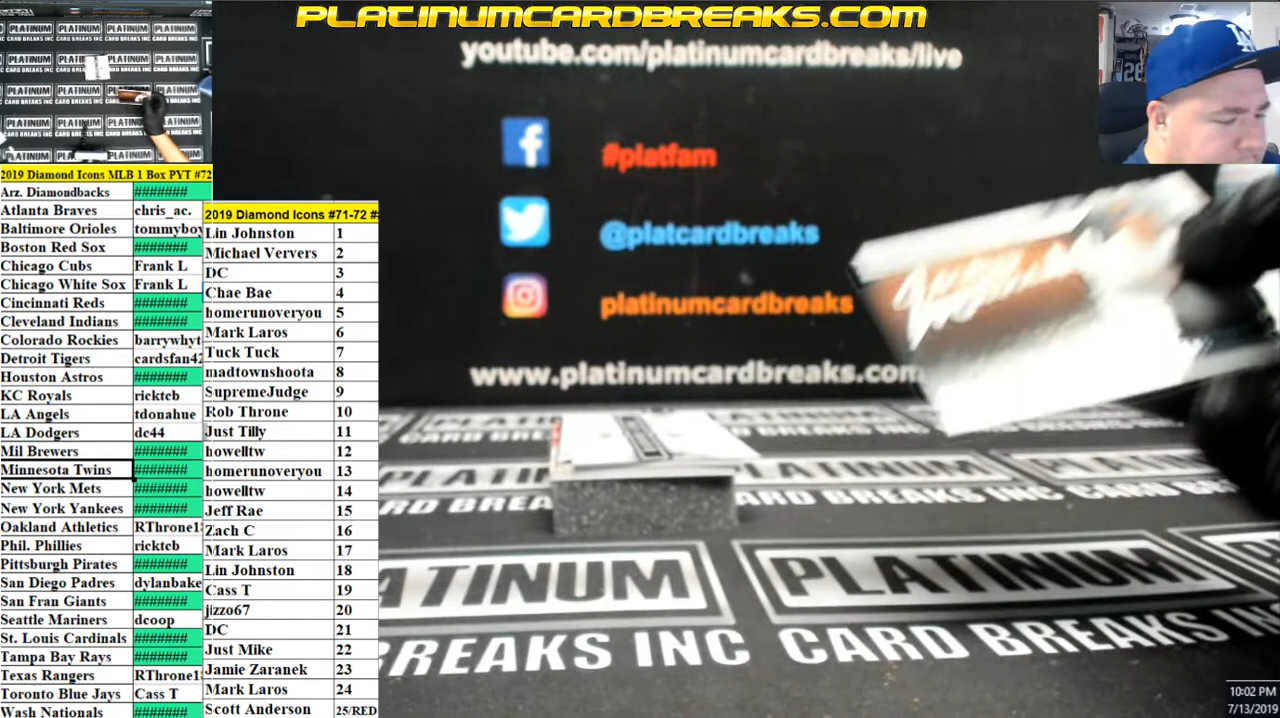 PLATINUMCARDBREAKS.COM
youtube.com/platinumcardbreaks/live
#platfam
@platcardbreaks
platinumcardbreaks
www.platinumcardbreaks.com
2019 Diamond Icons MLB 1 Box PYT #72
Arz. Diamondbacks #######
Atlanta Braves chris_ac.
Baltimore Orioles tommyboy
Boston Red Sox #######
Chicago Cubs Frank L
Chicago White Sox Frank L
Cincinnati Reds #######
Cleveland Indians #######
Colorado Rockies barrywhyt
Detroit Tigers cardsfan42
Houston Astros #######
KC Royals ricktcb
LA Angels tdonahue
LA Dodgers dc44
Mil Brewers #######
Minnesota Twins #######
New York Mets #######
New York Yankees #######
Oakland Athletics RThrone1
Phil. Phillies ricktcb
Pittsburgh Pirates #######
San Diego Padres dylanbake
San Fran Giants #######
Seattle Mariners dcoop
St. Louis Cardinals #######
Tampa Bay Rays #######
Texas Rangers RThrone1
Toronto Blue Jays Cass T
Wash Nationals #######
2019 Diamond Icons #71-72 #
Lin Johnston 1
Michael Ververs 2
DC 3
Chae Bae 4
homerunoveryou 5
Mark Laros 6
Tuck Tuck 7
madtownshoota 8
SupremeJudge 9
Rob Throne 10
Just Tilly 11
howelltw 12
homerunoveryou 13
howelltw 14
Jeff Rae 15
Zach C 16
Mark Laros 17
Lin Johnston 18
Cass T 19
jizzo67 20
DC 21
Just Mike 22
Jamie Zaranek 23
Mark Laros 24
Scott Anderson 25/RED
PLATINUM PLATINUM
BREAKS INC CARD BREAKS IN
10:02 PM
7/13/2019